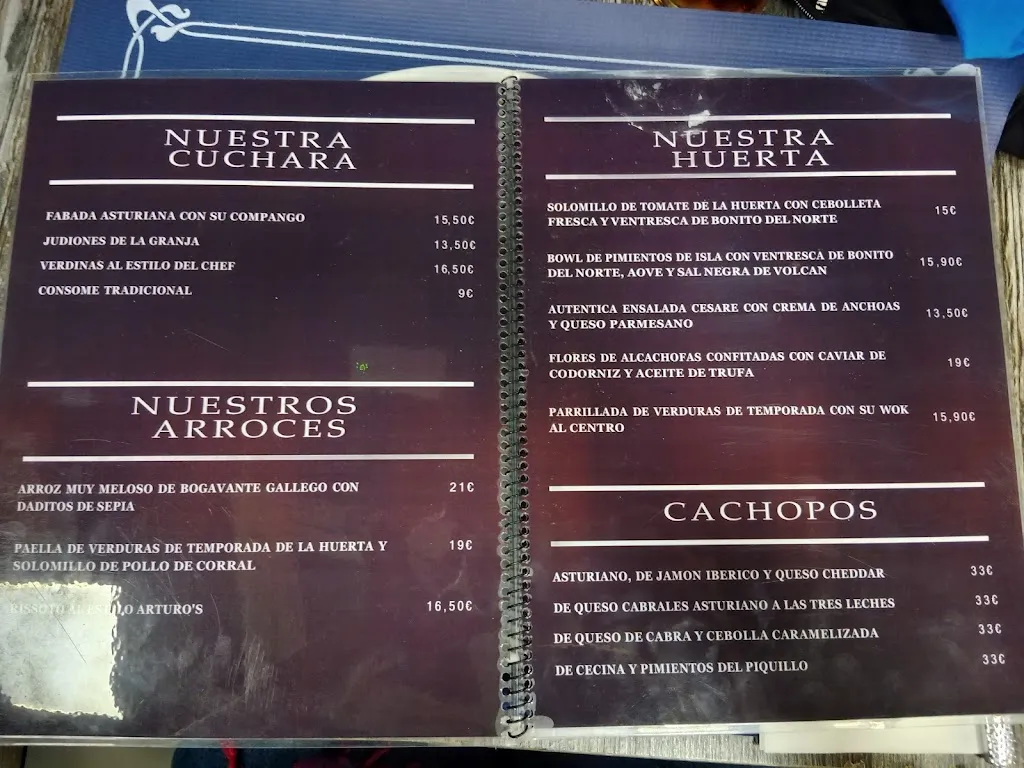 NUESTRA
CUCHARA
FABADA ASTURIANA CON SU COMPANGO 15,50€
JUDIONES DE LA GRANJA 13,50€
VERDINAS AL ESTILO DEL CHEF 16,50€
CONSOME TRADICIONAL 9€
NUESTROS
ARROCES
ARROZ MUY MELOSO DE BOGAVANTE GALLEGO CON 21€
DADITOS DE SEPIA
PAELLA DE VERDURAS DE TEMPORADA DE LA HUERTA Y 19€
SOLOMILLO DE POLLO DE CORRAL
RISSOTO AL ESTILO ARTURO'S 16,50€
NUESTRA
HUERTA
SOLOMILLO DE TOMATE DE LA HUERTA CON CEBOLLETA 15€
FRESCA Y VENTRESCA DE BONITO DEL NORTE
BOWL DE PIMIENTOS DE ISLA CON VENTRESCA DE BONITO 15,90€
DEL NORTE, AOVE Y SAL NEGRA DE VOLCAN
AUTENTICA ENSALADA CESARE CON CREMA DE ANCHOAS 13,50€
Y QUESO PARMESANO
FLORES DE ALCACHOFAS CONFITADAS CON CAVIAR DE 19€
CODORNIZ Y ACEITE DE TRUFA
PARRILLADA DE VERDURAS DE TEMPORADA CON SU WOK 15,90€
AL CENTRO
CACHOPOS
ASTURIANO, DE JAMON IBERICO Y QUESO CHEDDAR 33€
DE QUESO CABRALES ASTURIANO A LAS TRES LECHES 33€
DE QUESO DE CABRA Y CEBOLLA CARAMELIZADA 33€
DE CECINA Y PIMIENTOS DEL PIQUILLO 33€